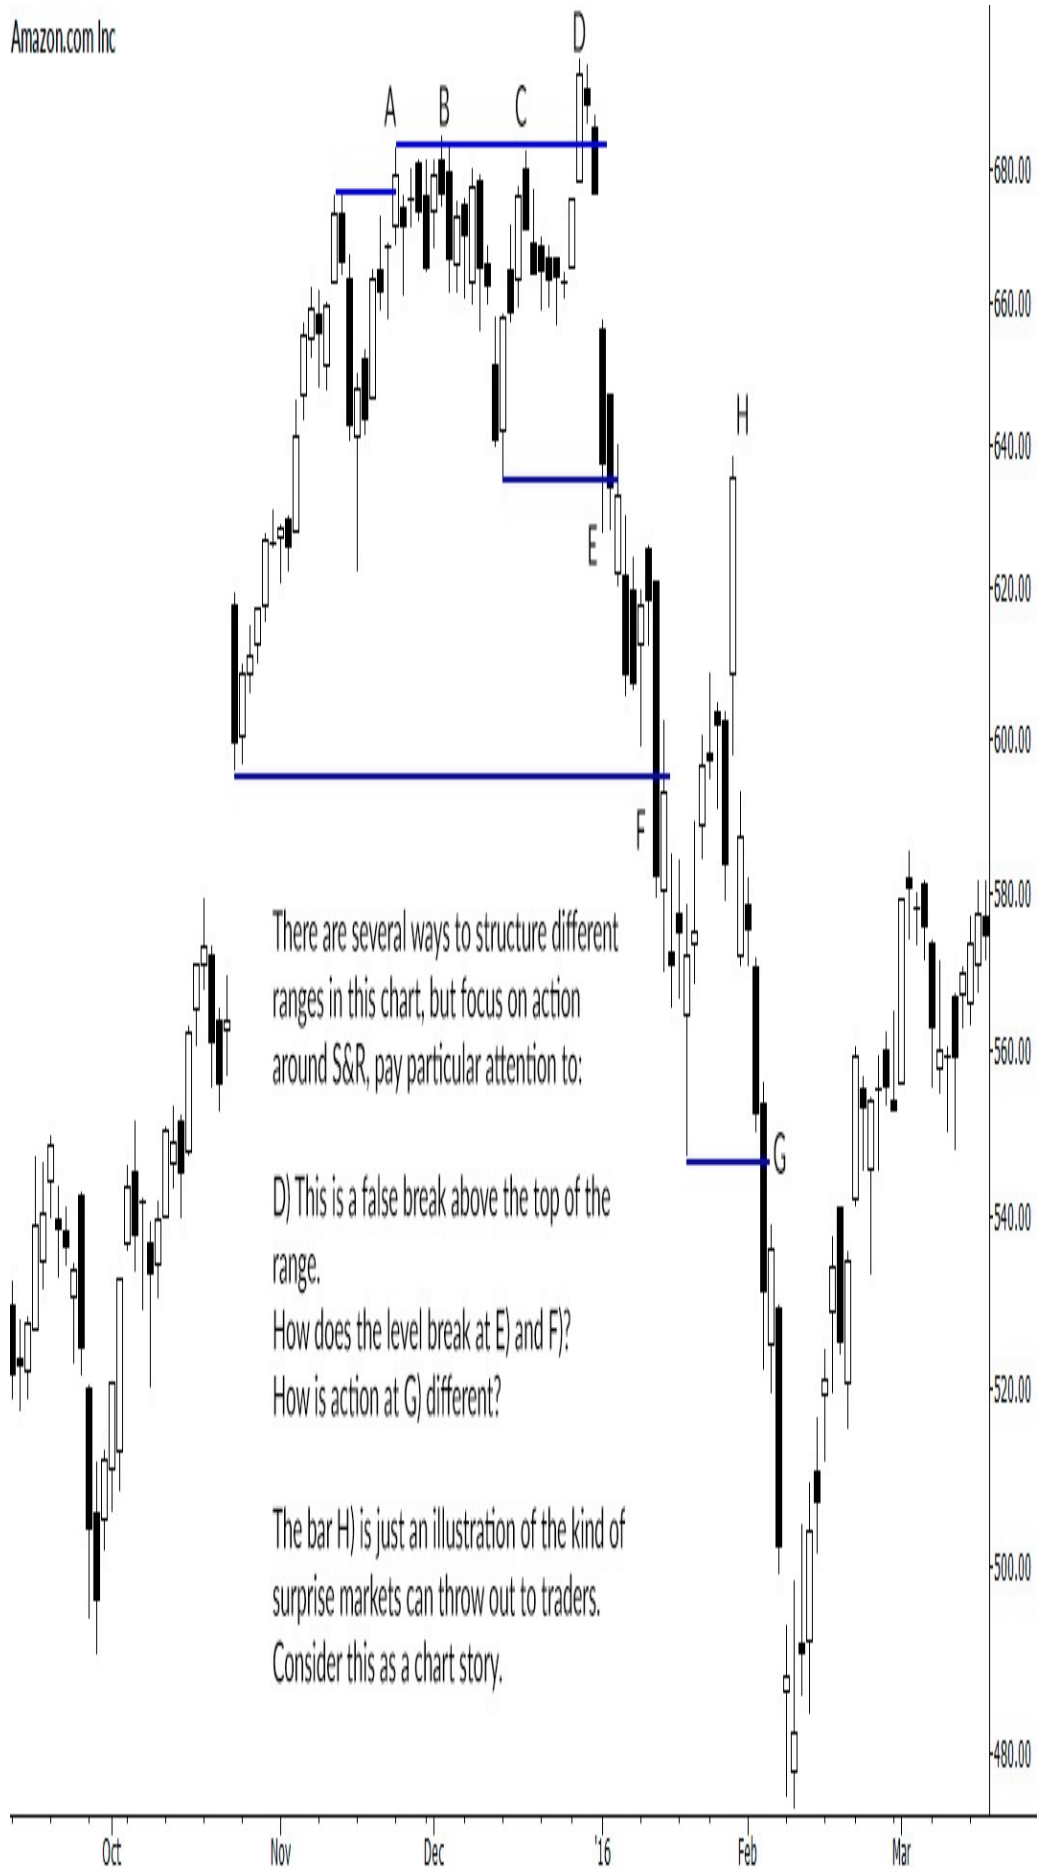 Amazon.com Inc
D
A
B
C
680.00
660.00
H
640.00
E
620.00
600.00
F
580.00
There are several ways to structure different
ranges in this chart, but focus on action
around S&R, pay particular attention to:
560.00
G
D) This is a false break above the top of the
range.
540.00
How does the level break at E) and F)?
How is action at G) different?
520.00
The bar H) is just an illustration of the kind of
surprise markets can throw out to traders.
Consider this as a chart story.
500.00
480.00
Oct
Nov
Dec
'16
Feb
Mar